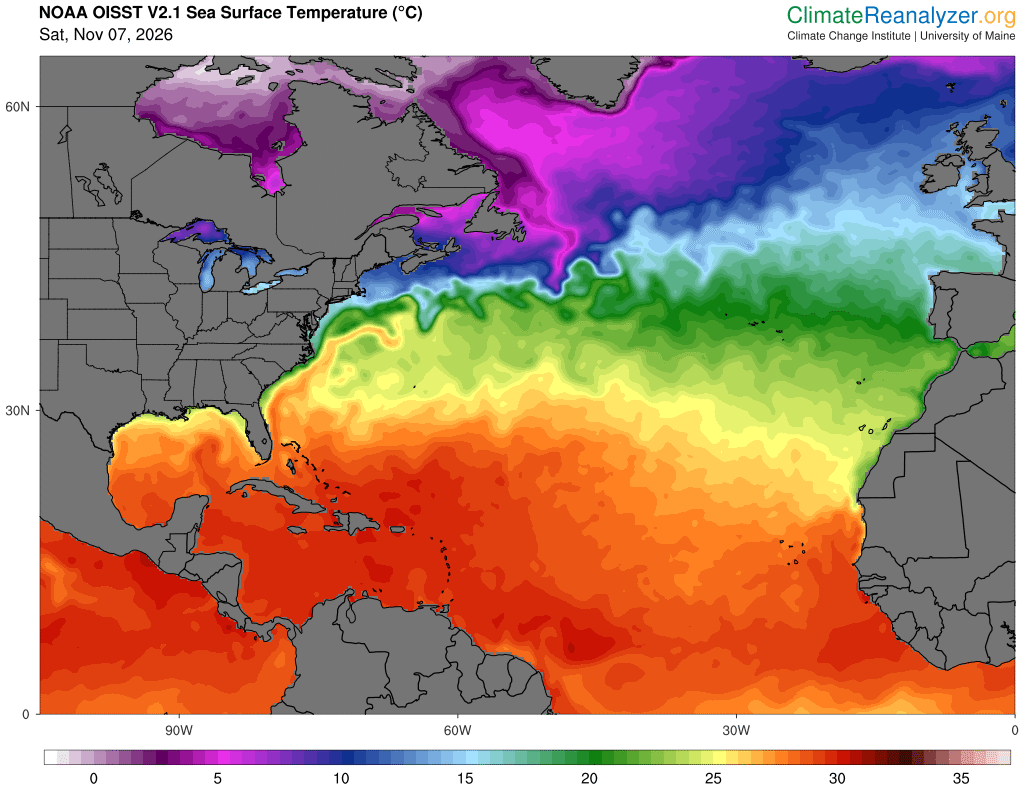 NOAA OISST V2.1 Sea Surface Temperature (°C)
Sat, Nov 07, 2026
ClimateReanalyzer.org
Climate Change Institute | University of Maine
60N
30N
0
90W
60W
30W
0
0
5
10
15
20
25
30
35